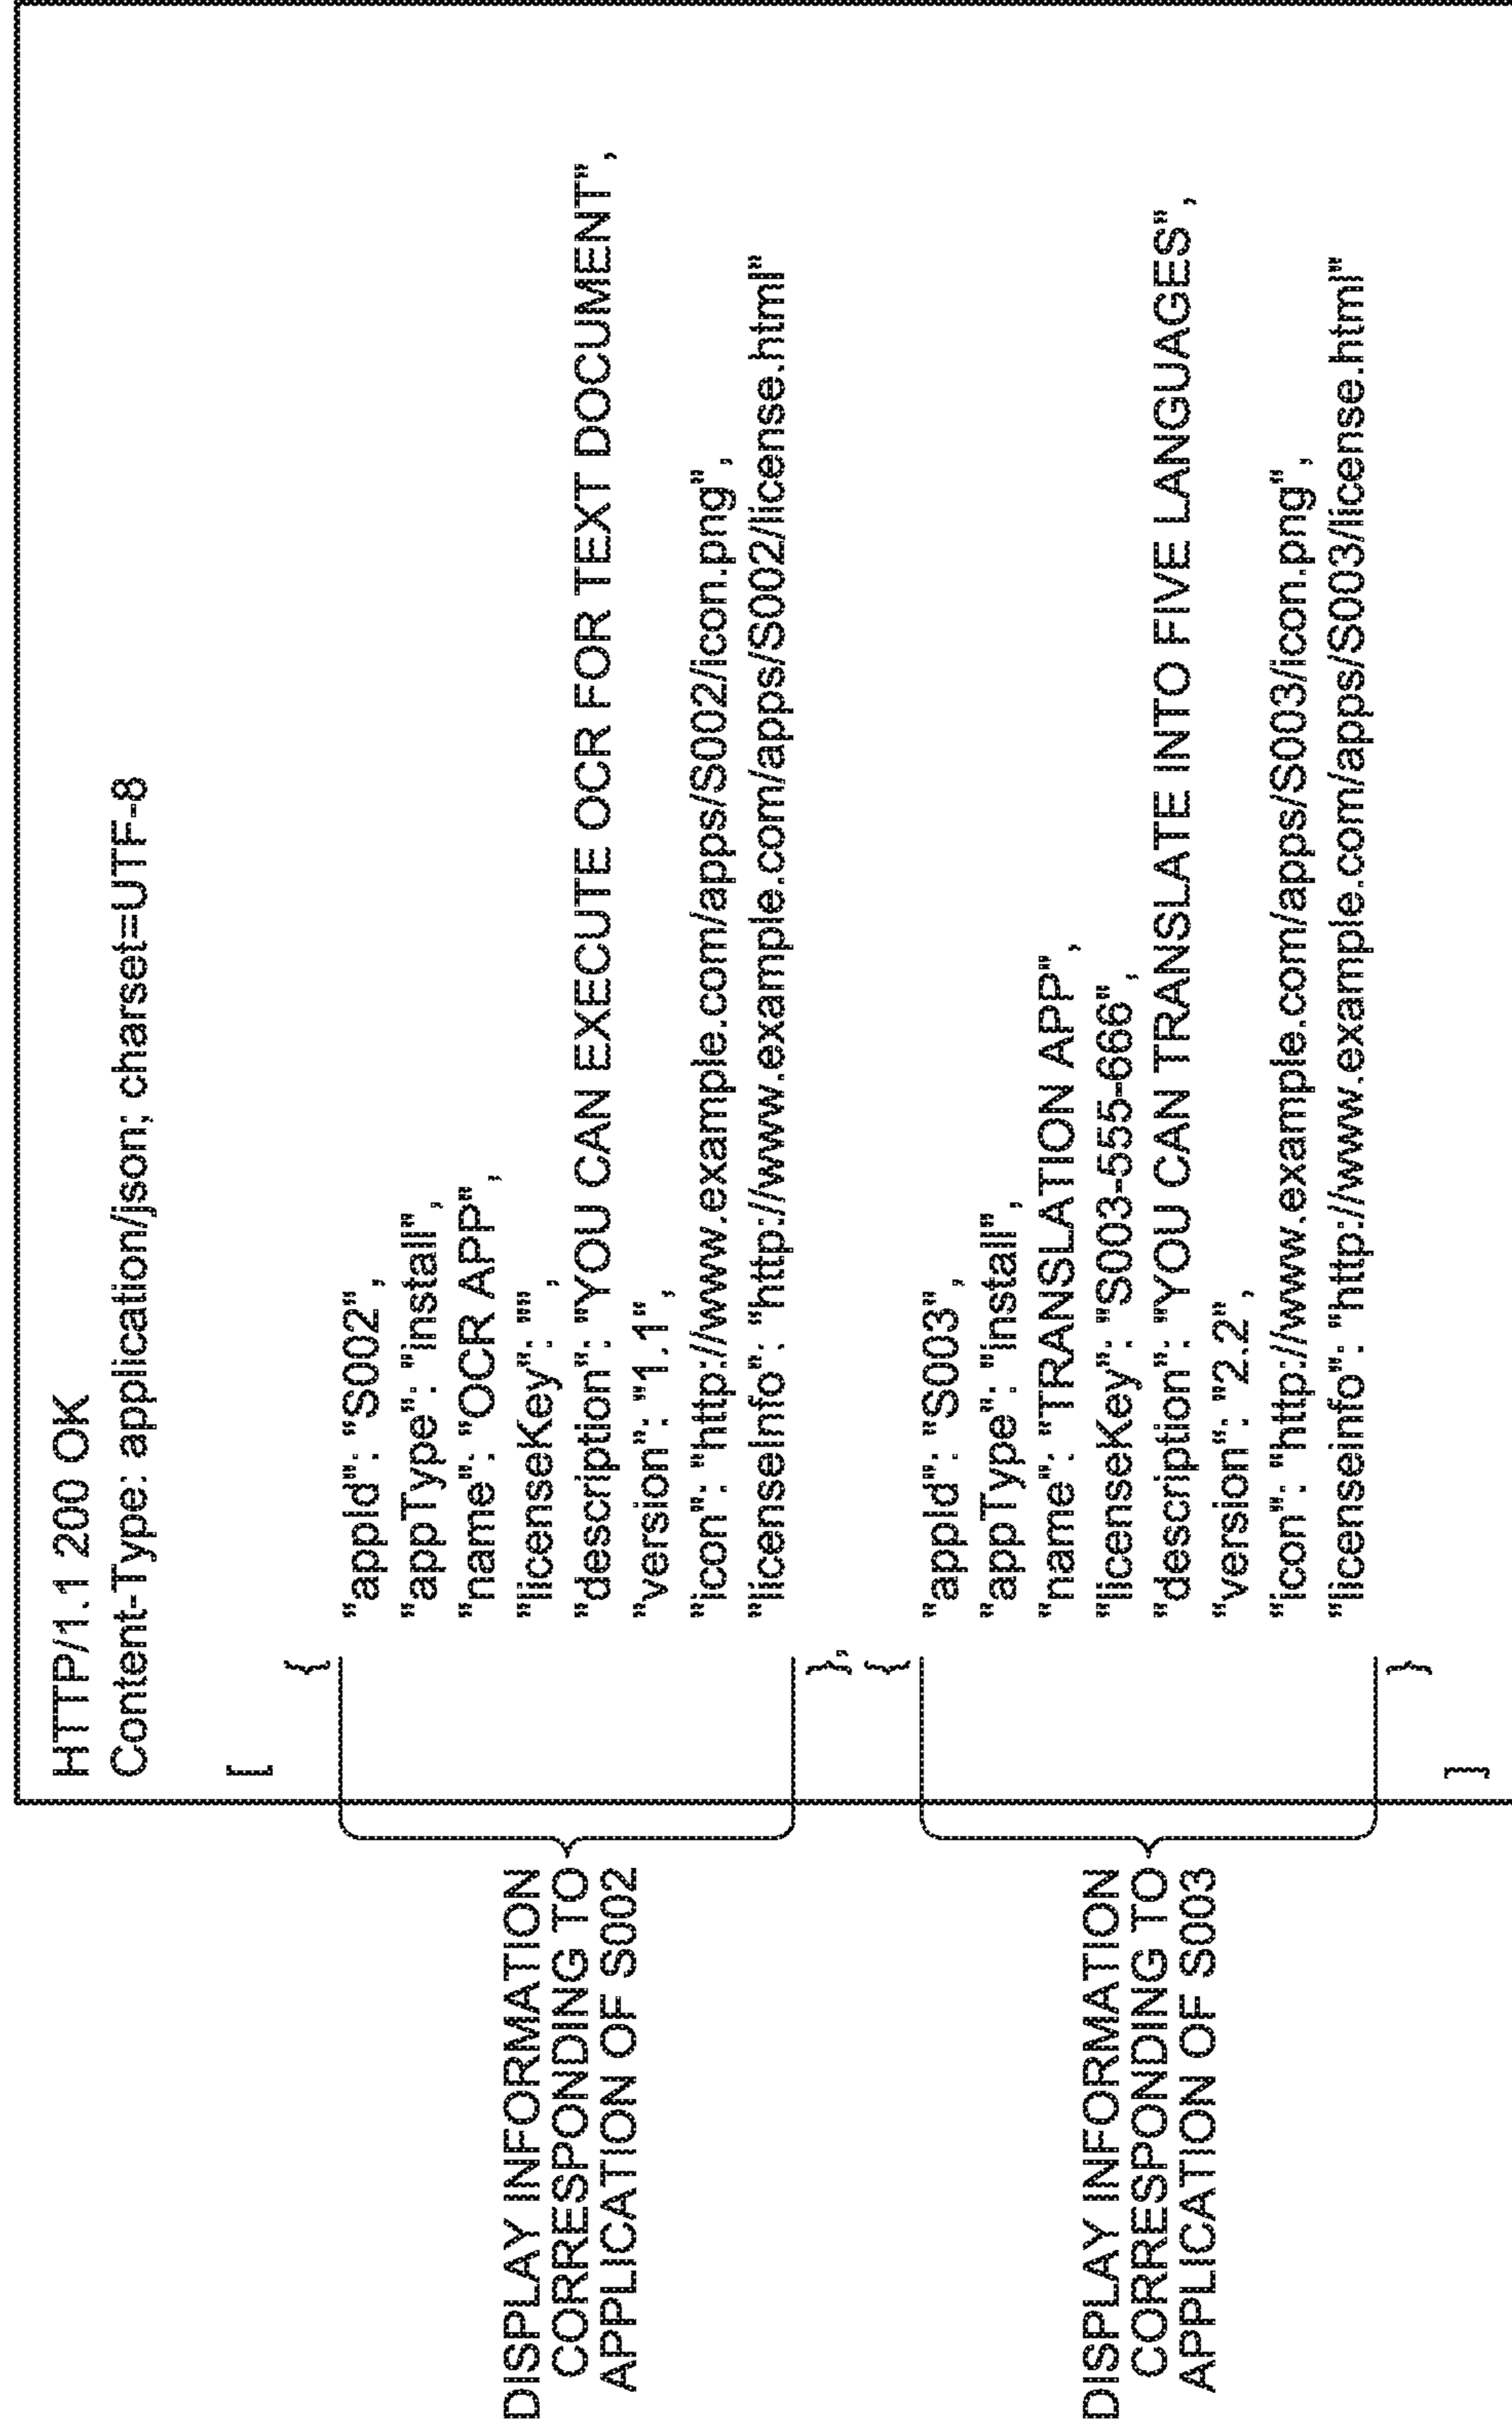 HTTP/1.1 200 OK
Content-Type: application/json; charset=UTF-8
[
{
"appId": "S002",
"appType": "install",
"name": "OCR APP",
"licenseKey": "",
"description": "YOU CAN EXECUTE OCR FOR TEXT DOCUMENT",
"version": "1.1",
"icon": "http://www.example.com/apps/S002/icon.png",
"licenseInfo": "http://www.example.com/apps/S002/license.html"
},
{
"appId": "S003",
"appType": "install",
"name": "TRANSLATION APP",
"licenseKey": "S003-555-666",
"description": "YOU CAN TRANSLATE INTO FIVE LANGUAGES",
"version": "2.2",
"icon": "http://www.example.com/apps/S003/icon.png",
"licenseinfo": "http://www.example.com/apps/S003/license.html"
}
]
DISPLAY INFORMATION
CORRESPONDING TO
APPLICATION OF S002
DISPLAY INFORMATION
CORRESPONDING TO
APPLICATION OF S003